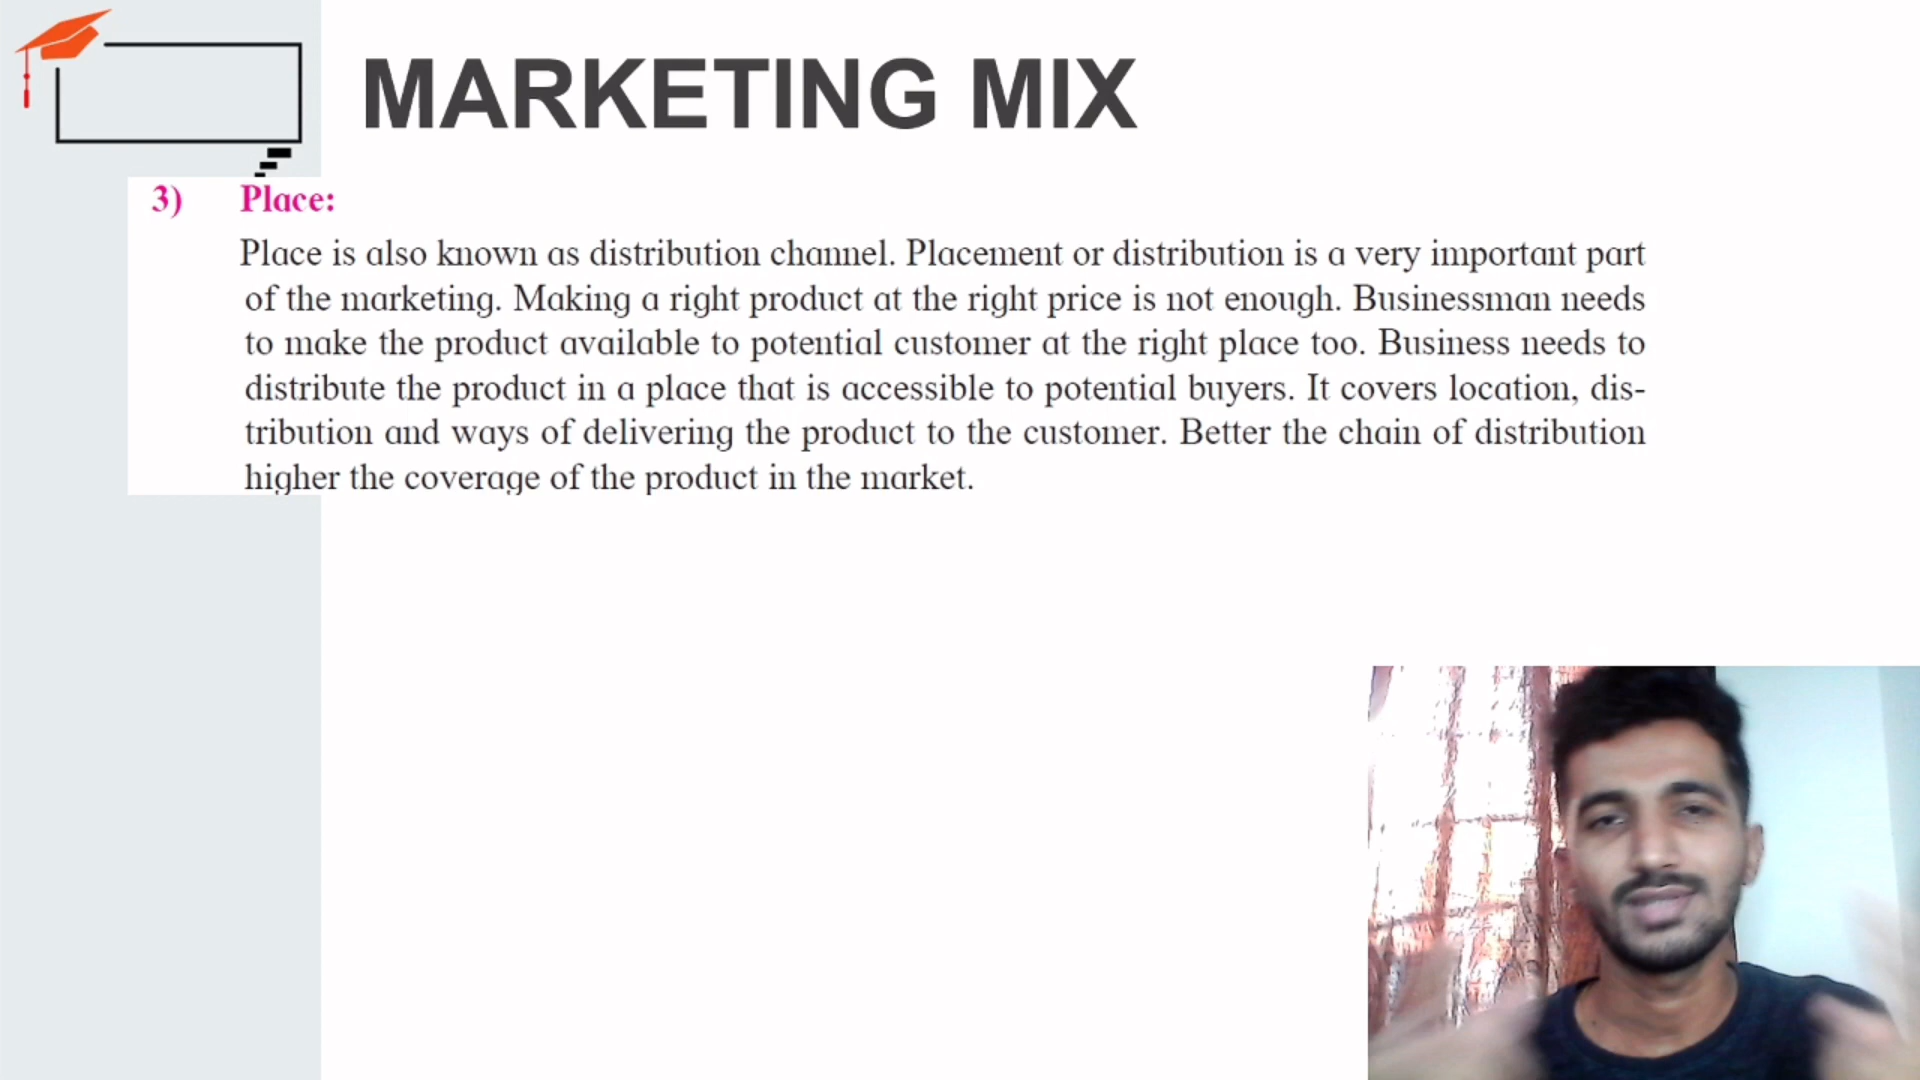 MARKETING MIX
3) Place:
Place is also known as distribution channel. Placement or distribution is a very important part
of the marketing. Making a right product at the right price is not enough. Businessman needs
to make the product available to potential customer at the right place too. Business needs to
distribute the product in a place that is accessible to potential buyers. It covers location, dis-
tribution and ways of delivering the product to the customer. Better the chain of distribution
higher the coverage of the product in the market.